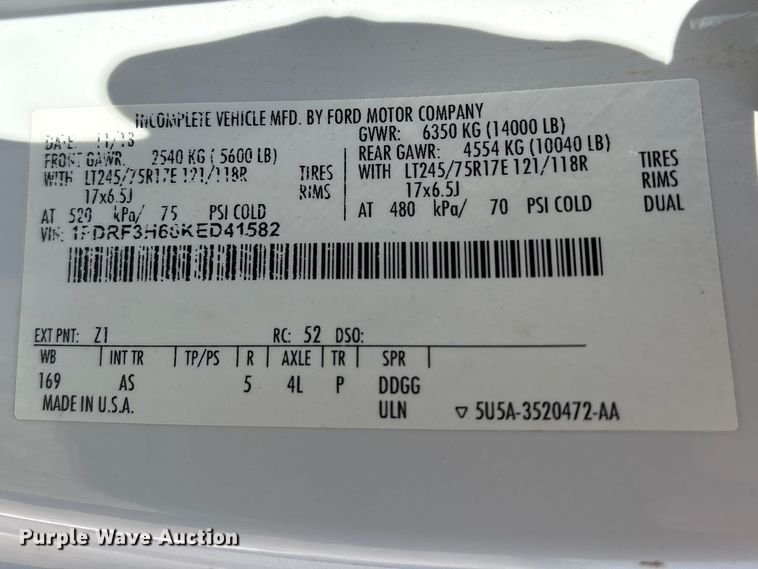 INCOMPLETE VEHICLE MFD. BY FORD MOTOR COMPANY
DATE: 11/18 GVWR: 6350 KG (14000 LB)
FRONT GAWR: 2540 KG ( 5600 LB) REAR GAWR: 4554 KG (10040 LB)
WITH LT245/75R17E 121/118R TIRES WITH LT245/75R17E 121/118R TIRES
17x6.5J RIMS 17x6.5J RIMS
AT 520 kPa/ 75 PSI COLD AT 480 kPa/ 70 PSI COLD DUAL
VIN:
EXT PNT: Z1 RC: 52 DSO:
WB INT TR TP/PS R AXLE TR SPR
169 AS 5 4L P DDGG
MADE IN U.S.A. ULN ▽ 5U5A-3520472-AA
Purple Wave Auction